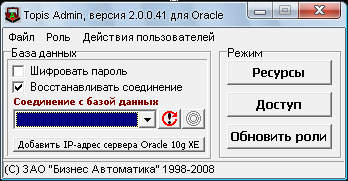 Topis Admin, версия 2.0.0.41 для Oracle
Файл Роль Действия пользователей
База данных
Шифровать пароль
Восстанавливать соединение
Соединение с базой данных
Добавить IP-адрес сервера Oracle 10g XE
Режим
Ресурсы
Доступ
Обновить роли
(C) ЗАО "Бизнес Автоматика" 1998-2008